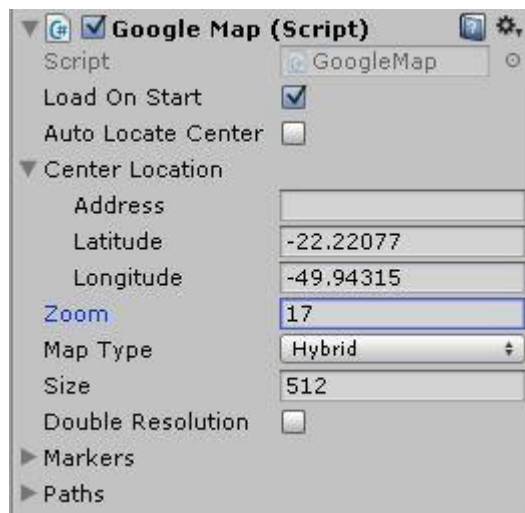 Google Map (Script)
Script GoogleMap
Load On Start
Auto Locate Center
Center Location
Address
Latitude -22.22077
Longitude -49.94315
Zoom 17
Map Type Hybrid
Size 512
Double Resolution
Markers
Paths